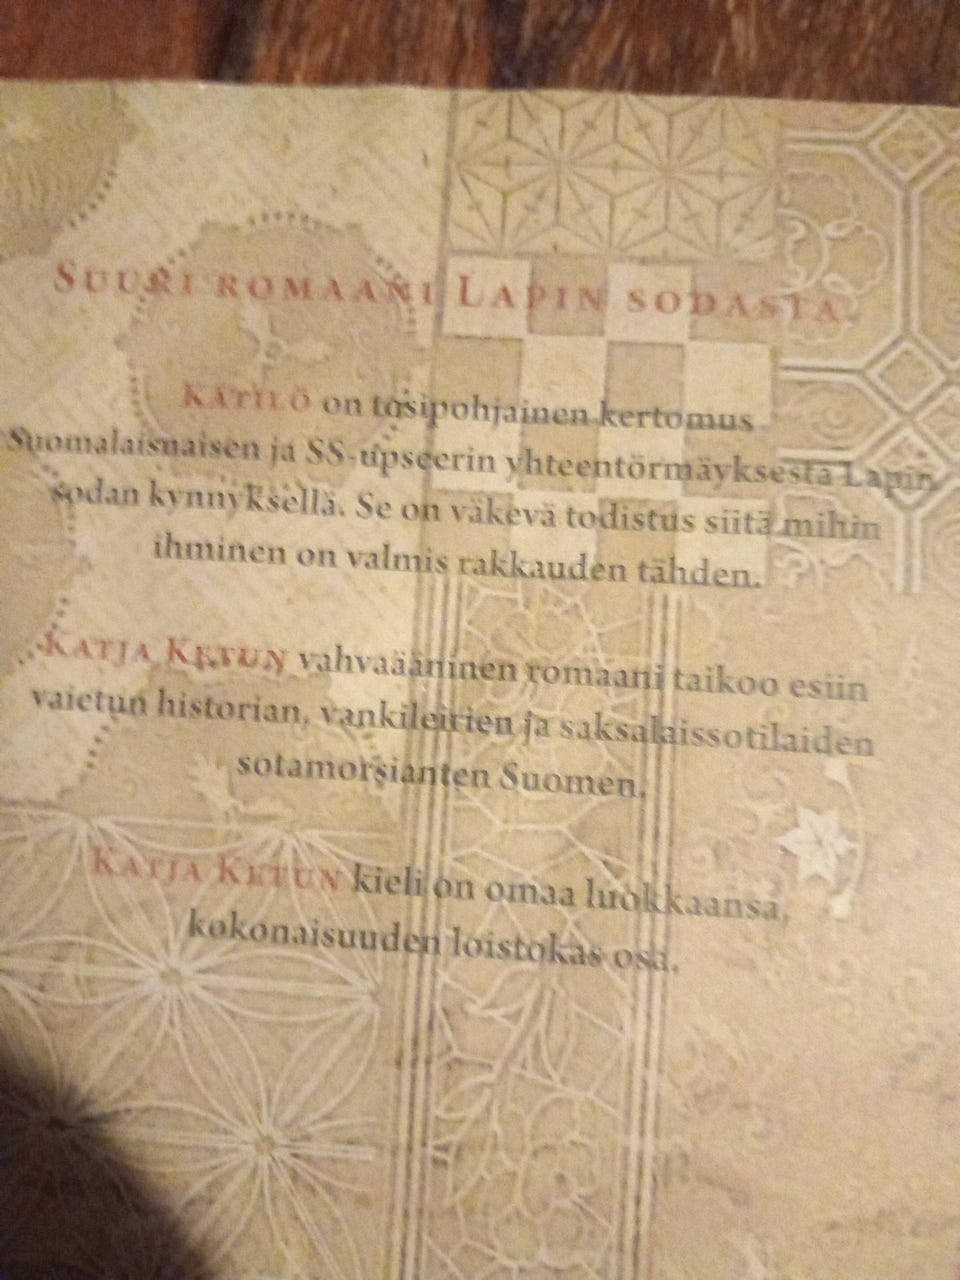 SUURI ROMAANI LAPIN SODASTA.
KÄTILÖ on tosipohjainen kertomus
Suomalaisnaisen ja SS-upseerin yhteentörmäyksestä Lapin
sodan kynnyksellä. Se on väkevä todistus siitä mihin
ihminen on valmis rakkauden tähden.
KATJA KETUN vahvaääninen romaani taikoo esiin
vaietun historian, vankileirien ja saksalaissotilaiden
sotamorsianten Suomen.
KATJA KETUN kieli on omaa luokkaansa,
kokonaisuuden loistokas osa.